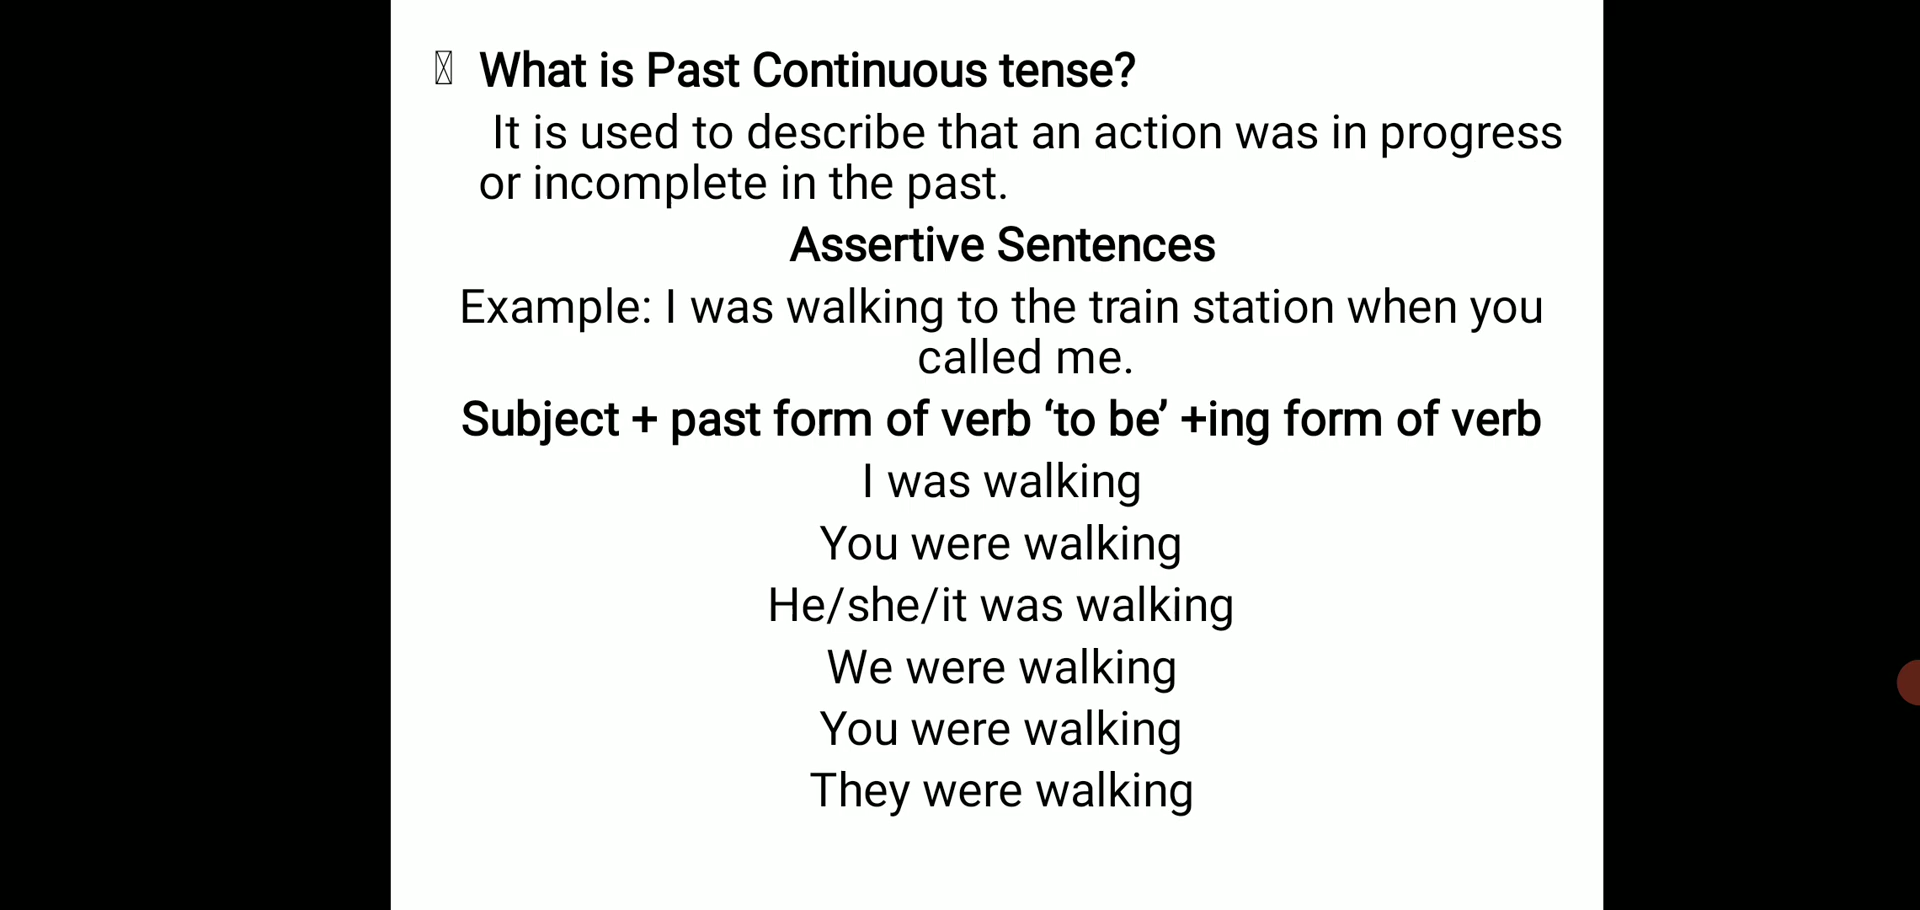 What is Past Continuous tense?
It is used to describe that an action was in progress
or incomplete in the past.
Assertive Sentences
Example: I was walking to the train station when you
called me.
Subject + past form of verb ‘to be’ +ing form of verb
I was walking
You were walking
He/she/it was walking
We were walking
You were walking
They were walking